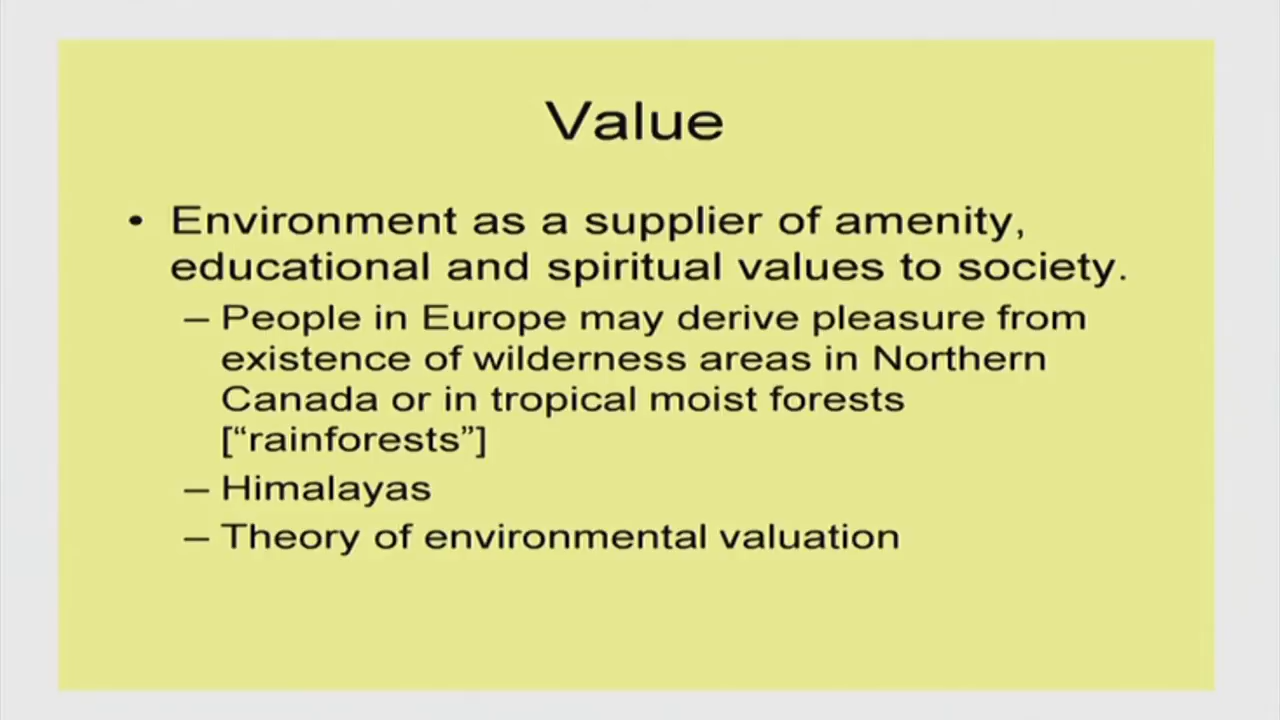 Value
• Environment as a supplier of amenity,
educational and spiritual values to society.
– People in Europe may derive pleasure from
existence of wilderness areas in Northern
Canada or in tropical moist forests
[“rainforests”]
– Himalayas
– Theory of environmental valuation